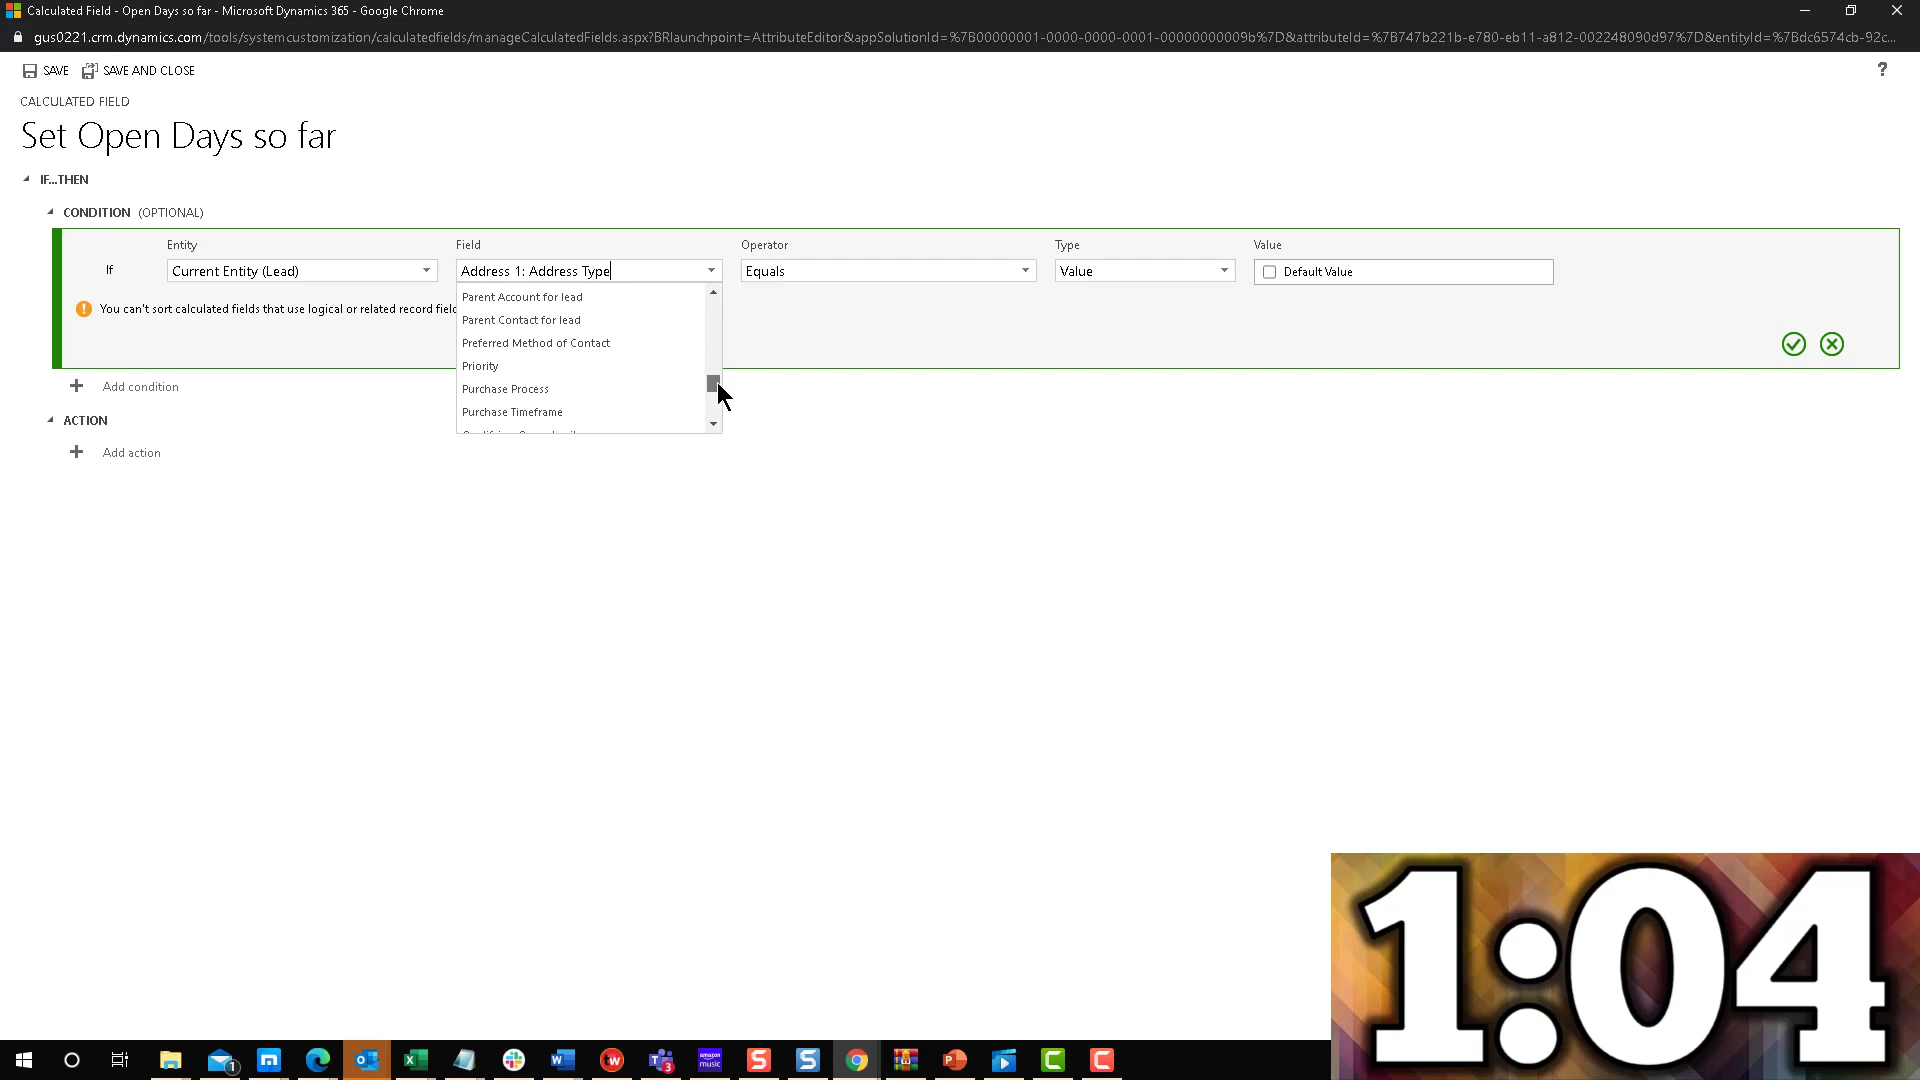 Calculated Field - Open Days so far - Microsoft Dynamics 365 - Google Chrome
gus0221.crm.dynamics.com/tools/systemcustomization/calculatedfields/manageCalculatedFields.aspx?BRlaunchpoint=AttributeEditor&appSolutionId=%7B00000001-0000-0000-0001-00000000009b%7D&attributeId=%7B747b221b-e780-eb11-a812-002248090d97%7D&entityId=%7Bdc6574cb-92c...
SAVE SAVE AND CLOSE ?
CALCULATED FIELD
Set Open Days so far
IF...THEN
CONDITION (OPTIONAL)
Entity Field Operator Type Value
If Current Entity (Lead) Address 1: Address Type Equals Value Default Value
Parent Account for lead
! You can't sort calculated fields that use logical or related record
Parent Contact for lead
Preferred Method of Contact
Priority
Purchase Process
Purchase Timeframe
Add condition
ACTION
Add action
1:04
1
3
amazon music